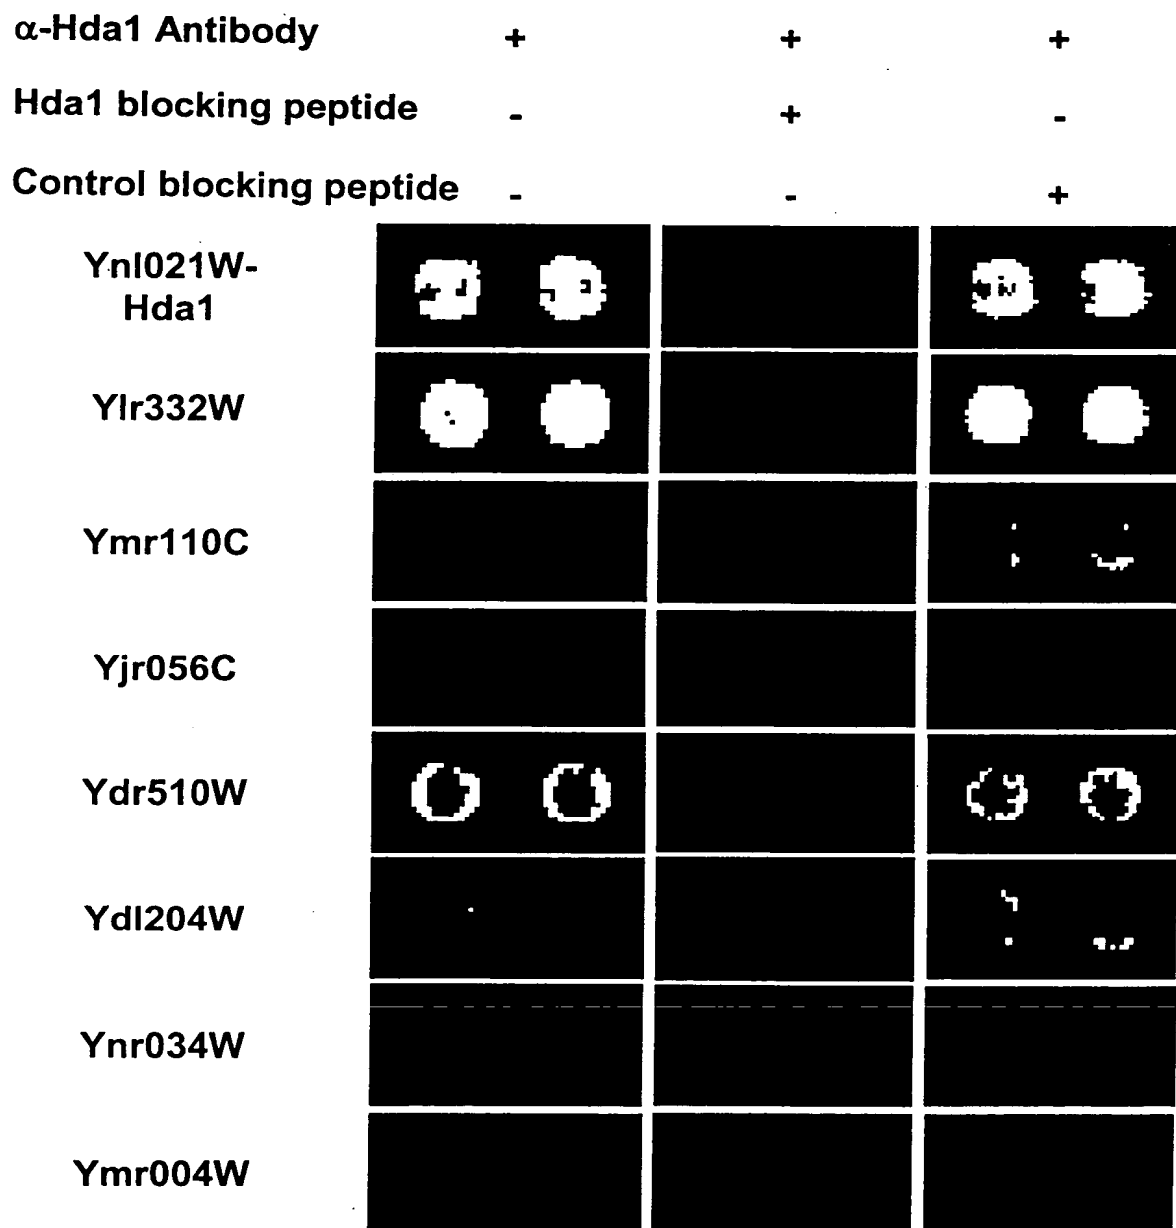 α-Hda1 Antibody + + +
Hda1 blocking peptide - + -
Control blocking peptide - - +
Ynl021W-
Hda1
Ylr332W
Ymr110C
Yjr056C
Ydr510W
Ydl204W
Ynr034W
Ymr004W